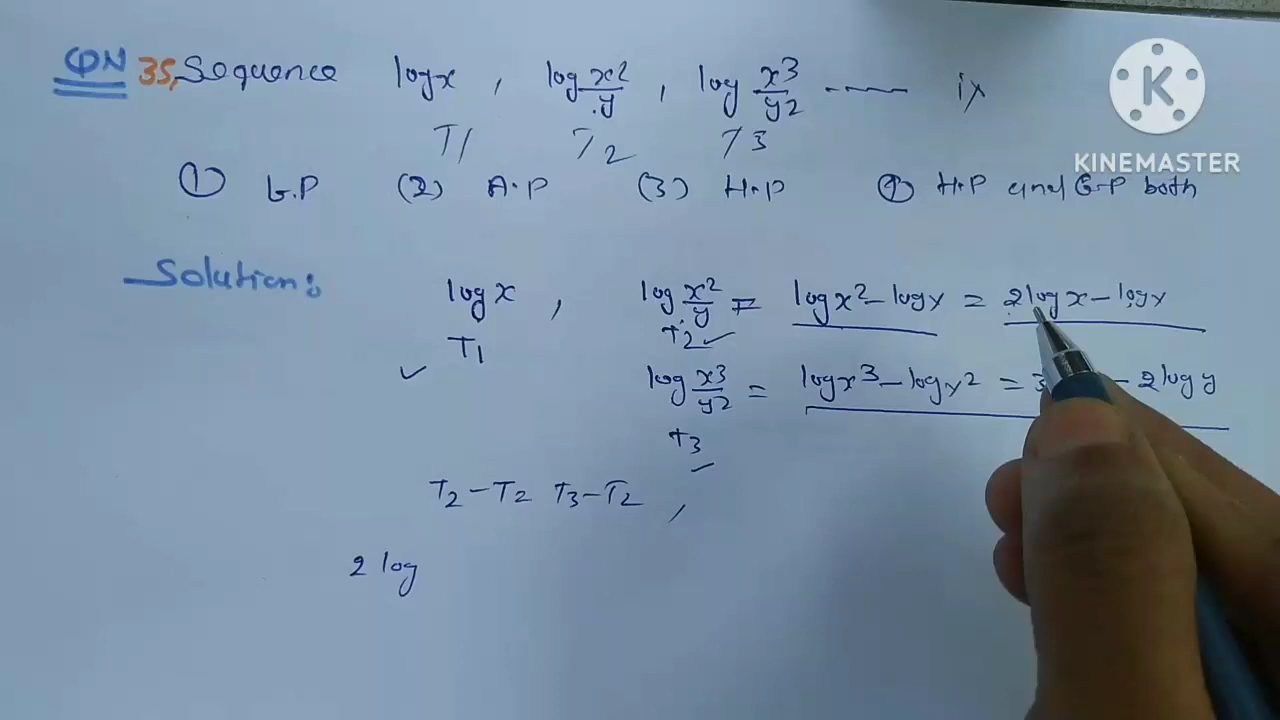 QN 35, Sequence log x , log x2/y , log x3/y2 ---- is
T1 T2 T3
(1) G.P (2) A.P (3) H.P (4) H.P and G-P both
Solution:
log x , log x2/y = log x2 - log y = 2 log x - log y
T1 T2
log x3/y2 = log x3 - log y2 = 3 - 2 log y
T3
T2 - T2 T3 - T2 ,
2 log
K
KINEMASTER